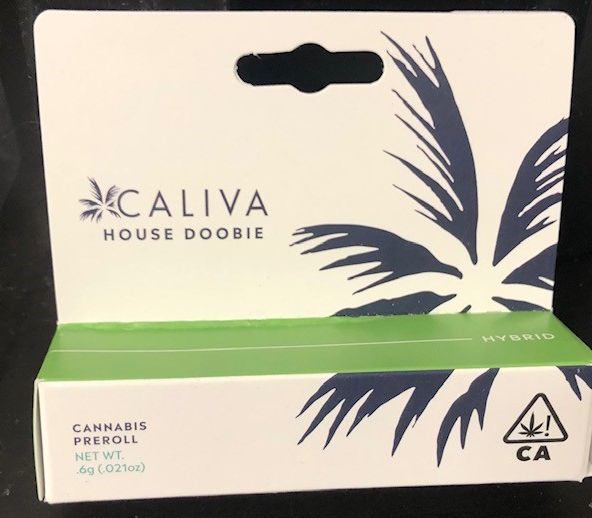 CALIVA
HOUSE DOOBIE
HYBRID
CANNABIS
PREROLL
NET WT.
.6g (.021oz)
!
CA